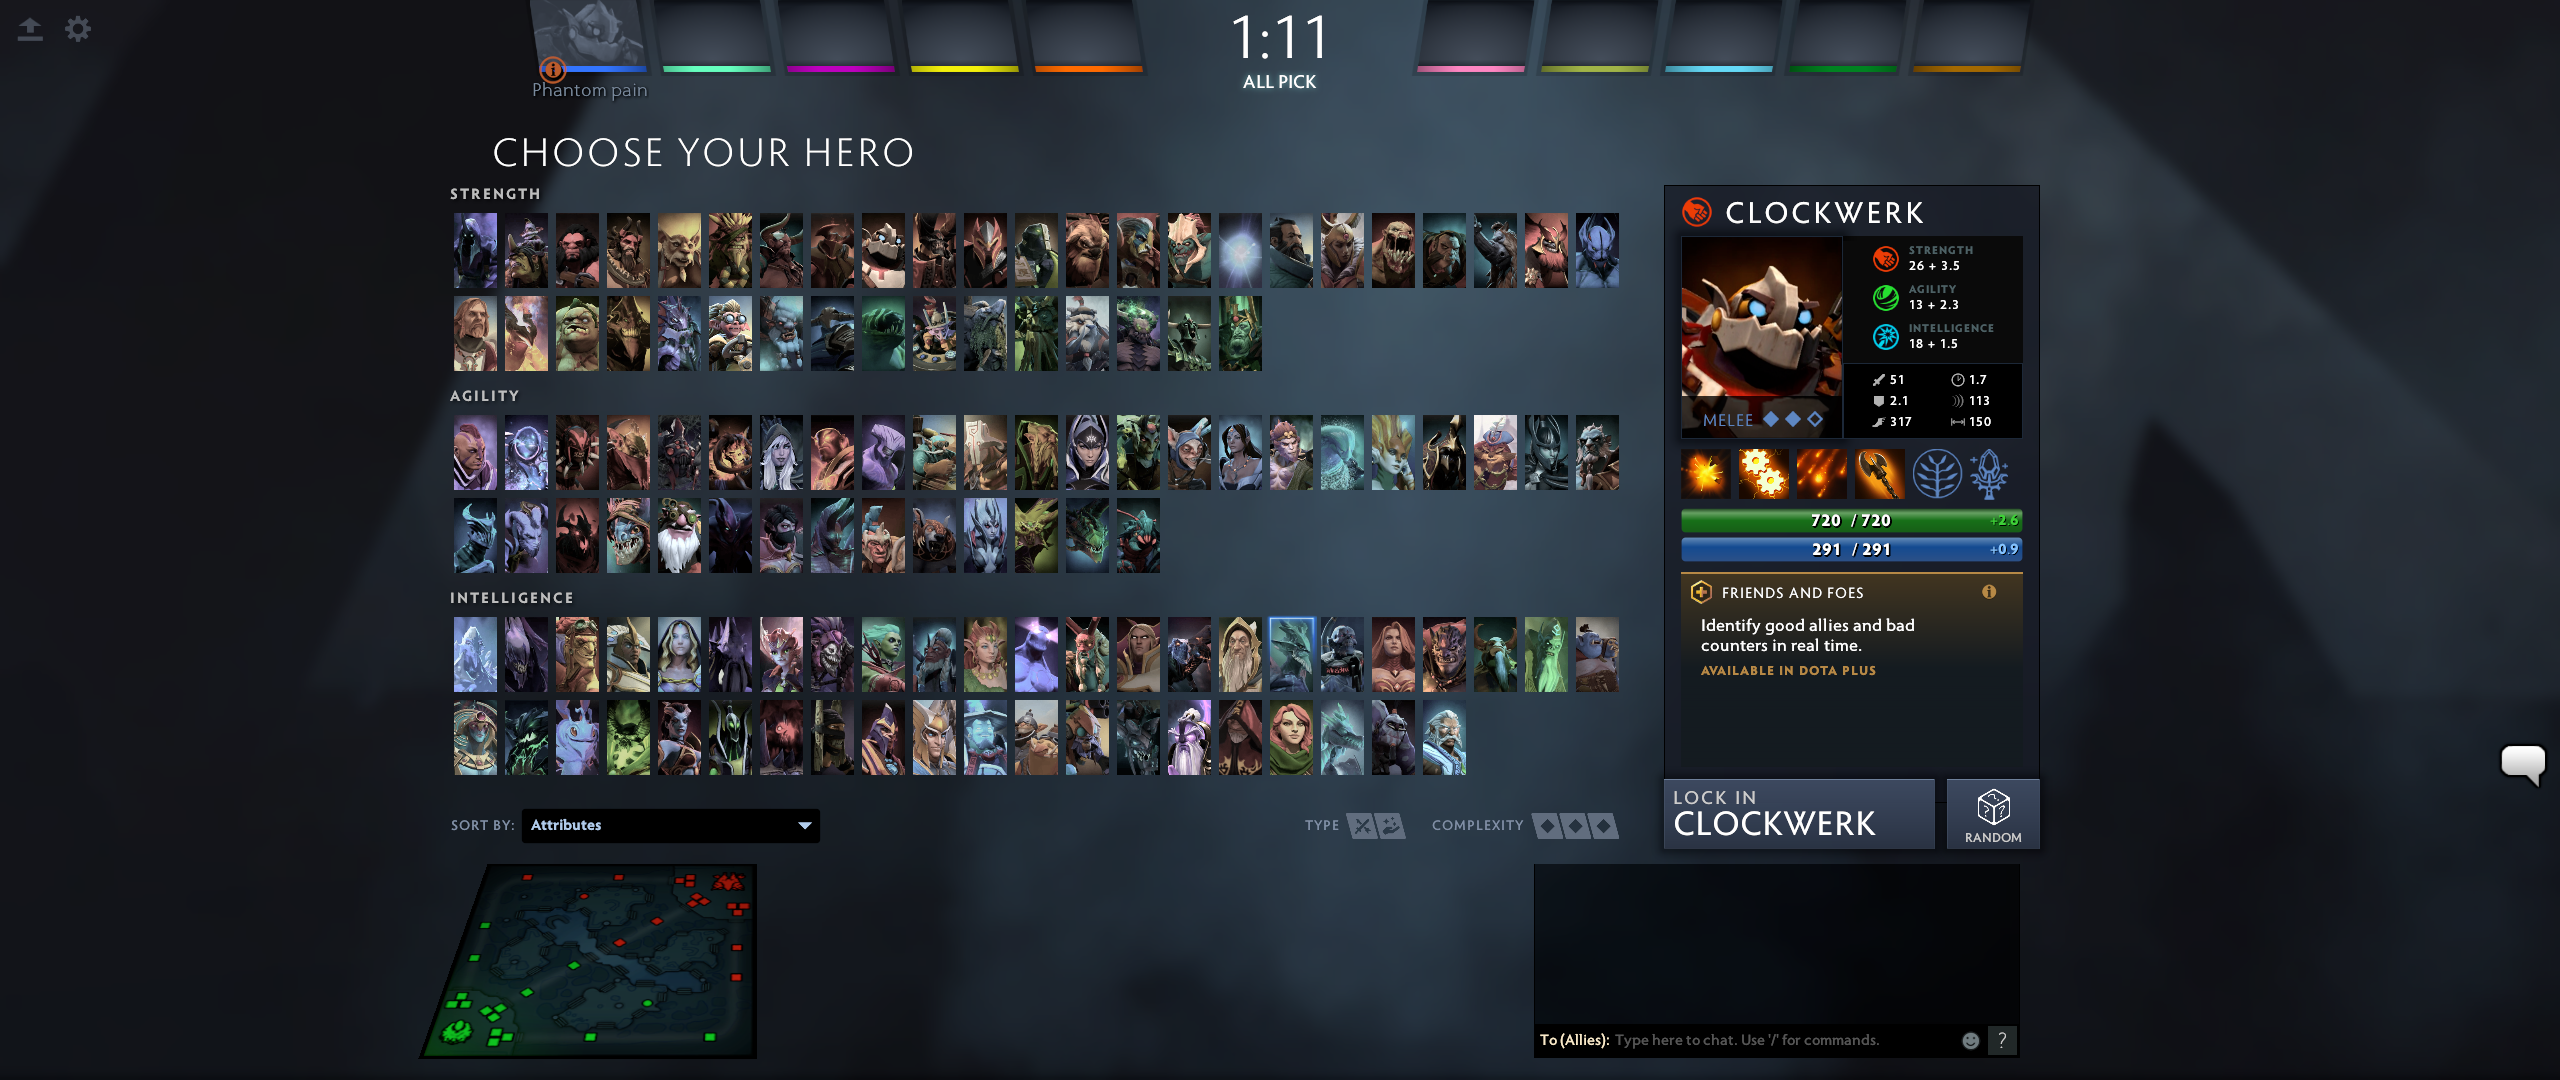 1:11
ALL PICK
Phantom pain
CHOOSE YOUR HERO
STRENGTH
AGILITY
INTELLIGENCE
SORT BY: Attributes
TYPE
COMPLEXITY
CLOCKWERK
STRENGTH
26 + 3.5
AGILITY
13 + 2.3
INTELLIGENCE
18 + 1.5
MELEE
51 1.7
2.1 113
317 150
720 / 720 +2.6
291 / 291 +0.9
FRIENDS AND FOES
Identify good allies and bad
counters in real time.
AVAILABLE IN DOTA PLUS
LOCK IN
CLOCKWERK
RANDOM
To (Allies): Type here to chat. Use '/' for commands. ?